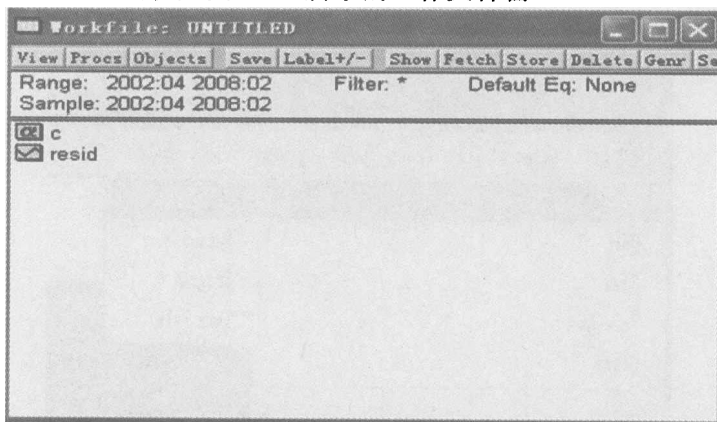 Workfile: UNTITLED
View Procs Objects Save Label+/- Show Fetch Store Delete Genr Se
Range: 2002:04 2008:02 Filter: * Default Eq: None
Sample: 2002:04 2008:02
c
resid